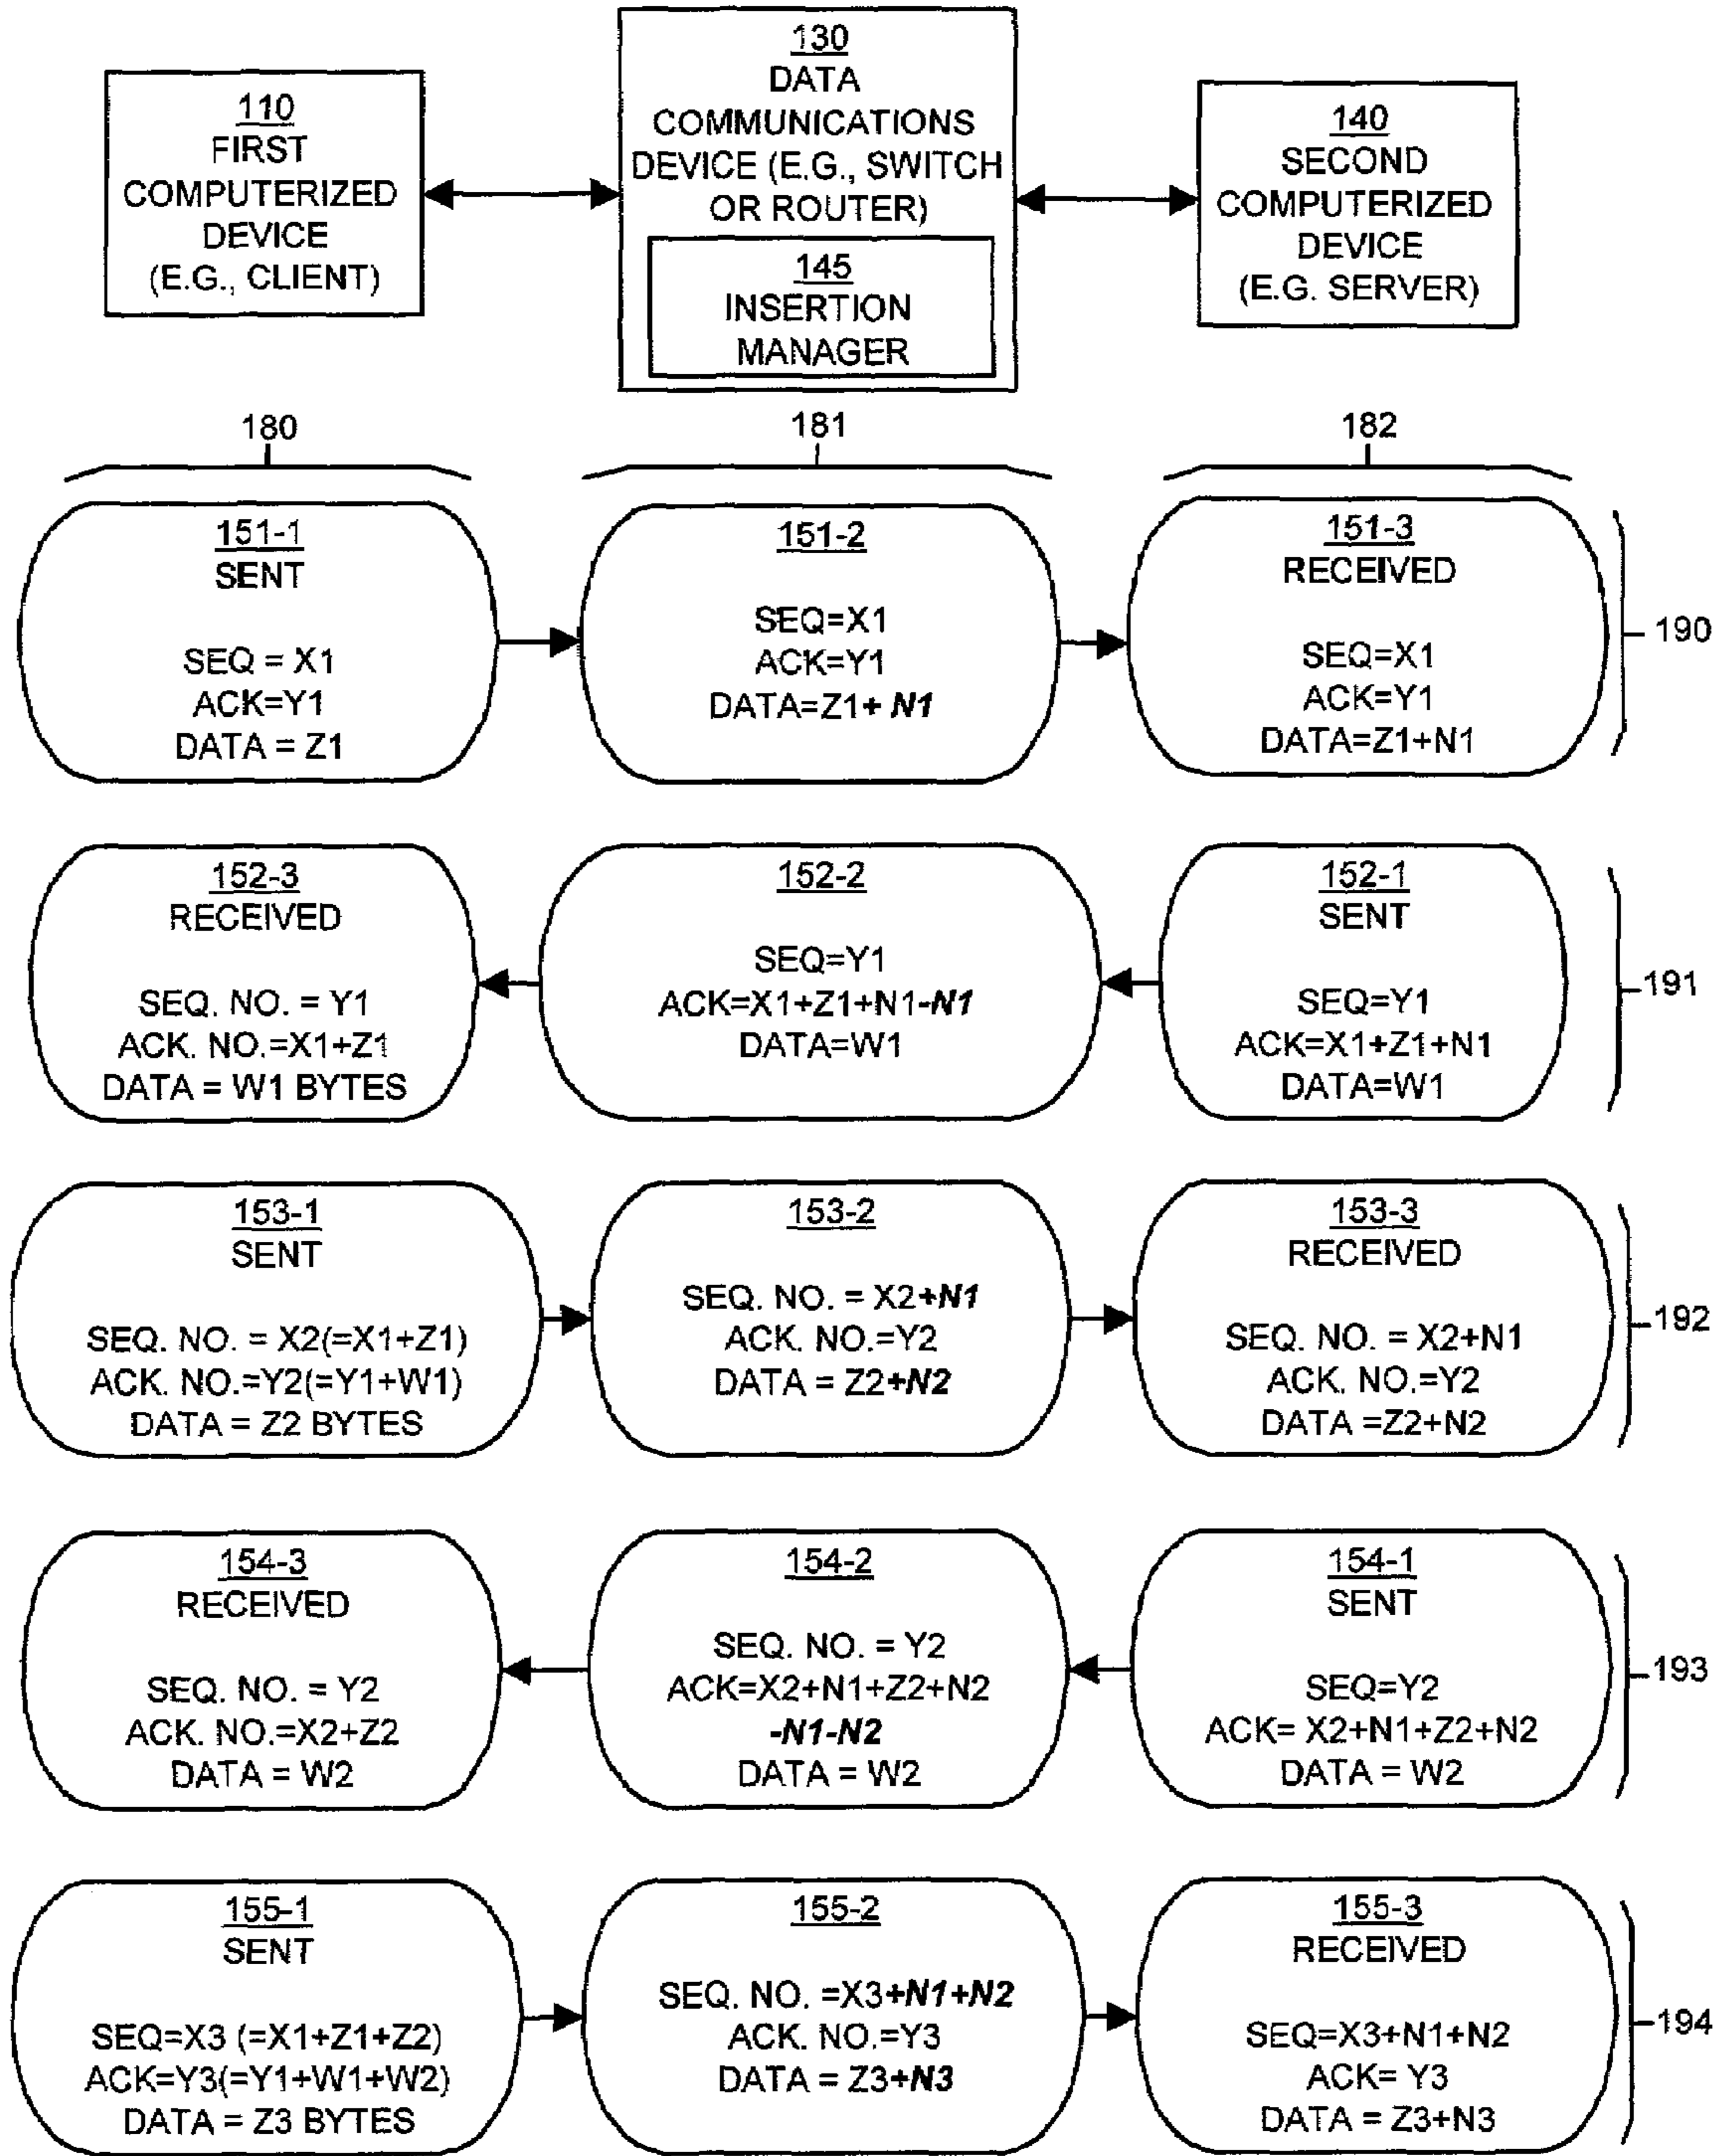 110
FIRST
COMPUTERIZED
DEVICE
(E.G., CLIENT)
130
DATA
COMMUNICATIONS
DEVICE (E.G., SWITCH
OR ROUTER)
145
INSERTION
MANAGER
140
SECOND
COMPUTERIZED
DEVICE
(E.G. SERVER)
180
181
182
151-1
SENT
SEQ = X1
ACK=Y1
DATA = Z1
151-2
SEQ=X1
ACK=Y1
DATA=Z1+ N1
151-3
RECEIVED
SEQ=X1
ACK=Y1
DATA=Z1+N1
190
152-3
RECEIVED
SEQ. NO. = Y1
ACK. NO.=X1+Z1
DATA = W1 BYTES
152-2
SEQ=Y1
ACK=X1+Z1+N1-N1
DATA=W1
152-1
SENT
SEQ=Y1
ACK=X1+Z1+N1
DATA=W1
191
153-1
SENT
SEQ. NO. = X2(=X1+Z1)
ACK. NO.=Y2(=Y1+W1)
DATA = Z2 BYTES
153-2
SEQ. NO. = X2+N1
ACK. NO.=Y2
DATA = Z2+N2
153-3
RECEIVED
SEQ. NO. = X2+N1
ACK. NO.=Y2
DATA =Z2+N2
192
154-3
RECEIVED
SEQ. NO. = Y2
ACK. NO.=X2+Z2
DATA = W2
154-2
SEQ. NO. = Y2
ACK=X2+N1+Z2+N2
-N1-N2
DATA = W2
154-1
SENT
SEQ=Y2
ACK= X2+N1+Z2+N2
DATA = W2
193
155-1
SENT
SEQ=X3 (=X1+Z1+Z2)
ACK=Y3(=Y1+W1+W2)
DATA = Z3 BYTES
155-2
SEQ. NO. =X3+N1+N2
ACK. NO.=Y3
DATA = Z3+N3
155-3
RECEIVED
SEQ=X3+N1+N2
ACK= Y3
DATA = Z3+N3
194